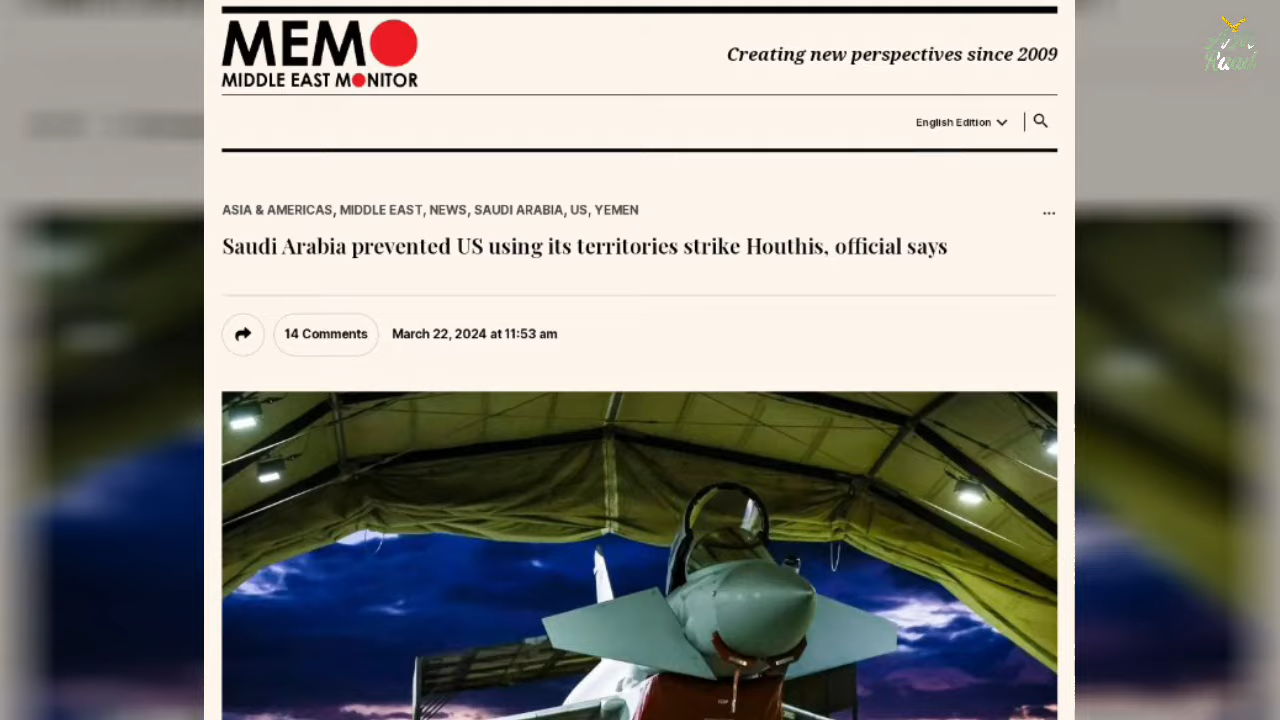 MEMO
MIDDLE EAST MONITOR
Creating new perspectives since 2009
English Edition
ASIA & AMERICAS, MIDDLE EAST, NEWS, SAUDI ARABIA, US, YEMEN
...
Saudi Arabia prevented US using its territories strike Houthis, official says
14 Comments
March 22, 2024 at 11:53 am